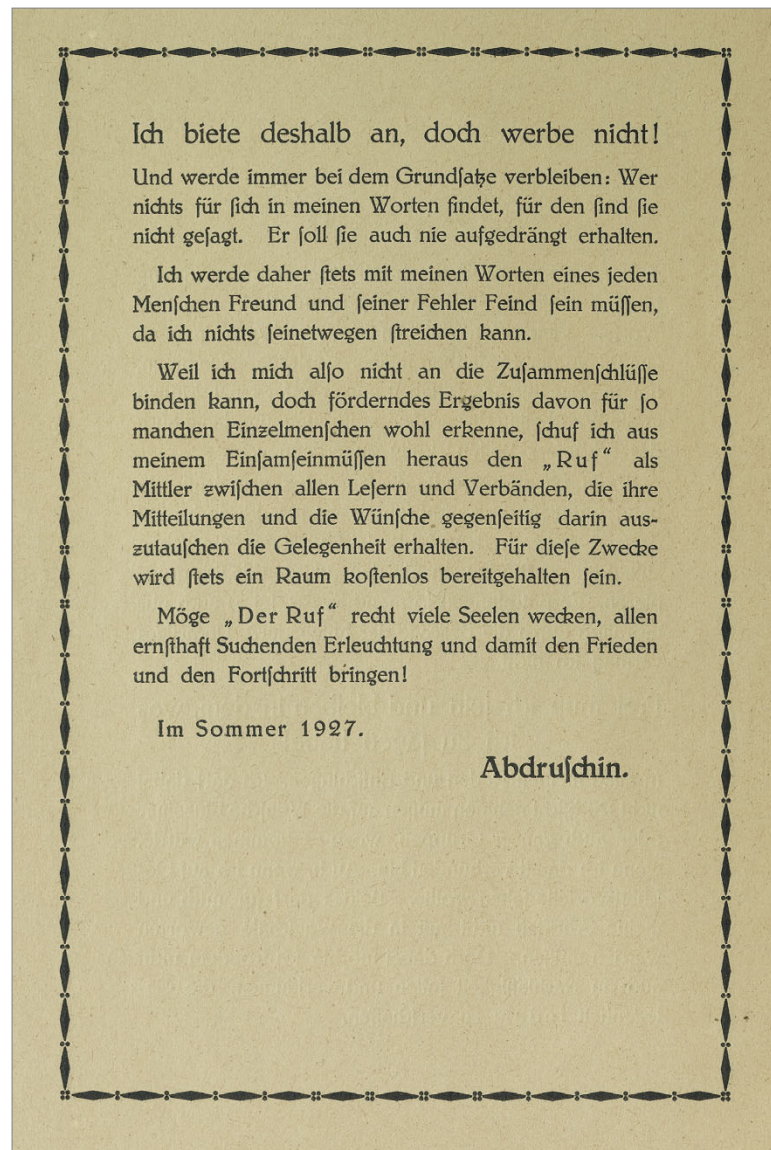 Ich biete deshalb an, doch werbe nicht!
Und werde immer bei dem Grundſatze verbleiben: Wer
nichts für ſich in meinen Worten findet, für den ſind ſie
nicht geſagt. Er ſoll ſie auch nie aufgedrängt erhalten.
Ich werde daher ſtets mit meinen Worten eines jeden
Menſchen Freund und ſeiner Fehler Feind ſein müſſen,
da ich nichts ſeinetwegen ſtreichen kann.
Weil ich mich alſo nicht an die Zuſammenſchlüſſe
binden kann, doch förderndes Ergebnis davon für ſo
manchen Einzelmenſchen wohl erkenne, ſchuf ich aus
meinem Einſamſeinmüſſen heraus den „Ruf“ als
Mittler zwiſchen allen Leſern und Verbänden, die ihre
Mitteilungen und die Wünſche gegenſeitig darin aus-
zutauſchen die Gelegenheit erhalten. Für dieſe Zwecke
wird ſtets ein Raum koſtenlos bereitgehalten ſein.
Möge „Der Ruf“ recht viele Seelen wecken, allen
ernſthaft Suchenden Erleuchtung und damit den Frieden
und den Fortſchritt bringen!
Im Sommer 1927.
Abdruſchin.